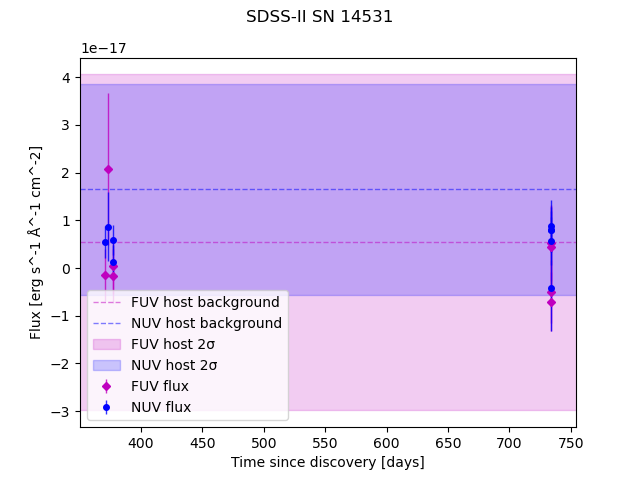 SDSS-II SN 14531
1e−17
Flux [erg s^-1 Å^-1 cm^-2]
4
3
2
1
0
−1
−2
−3
FUV host background
NUV host background
FUV host 2σ
NUV host 2σ
FUV flux
NUV flux
400 450 500 550 600 650 700 750
Time since discovery [days]